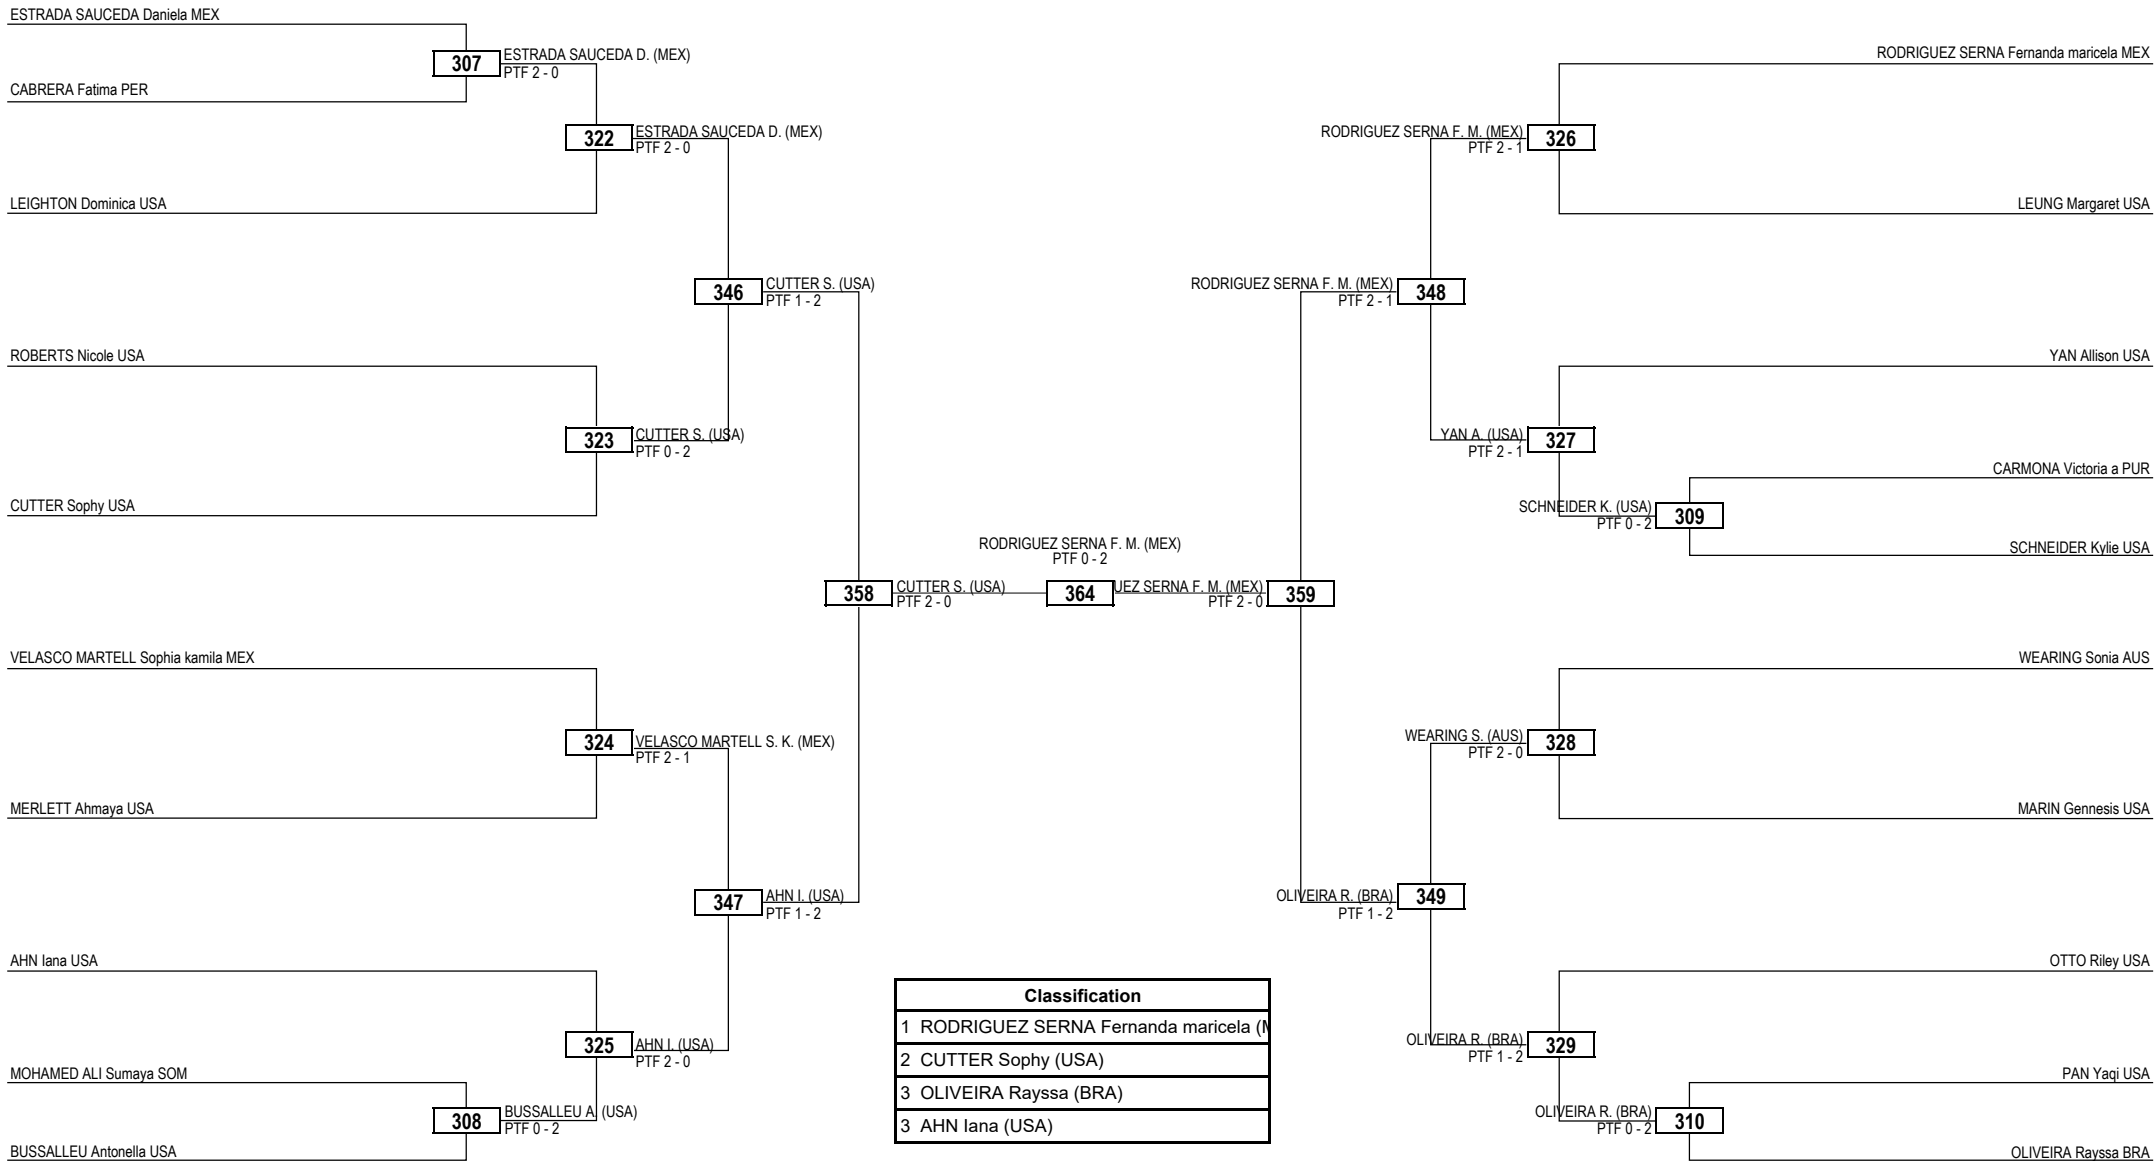 ESTRADA SAUCEDA Daniela MEX
307
ESTRADA SAUCEDA D. (MEX)
PTF 2 - 0
CABRERA Fatima PER
322
ESTRADA SAUCEDA D. (MEX)
PTF 2 - 0
LEIGHTON Dominica USA
346
CUTTER S. (USA)
PTF 1 - 2
ROBERTS Nicole USA
323
CUTTER S. (USA)
PTF 0 - 2
CUTTER Sophy USA
358
CUTTER S. (USA)
PTF 2 - 0
VELASCO MARTELL Sophia kamila MEX
324
VELASCO MARTELL S. K. (MEX)
PTF 2 - 1
MERLETT Ahmaya USA
347
AHN I. (USA)
PTF 1 - 2
AHN Iana USA
325
AHN I. (USA)
PTF 2 - 0
MOHAMED ALI Sumaya SOM
308
BUSSALLEU A. (USA)
PTF 0 - 2
BUSSALLEU Antonella USA
RODRIGUEZ SERNA F. M. (MEX)
PTF 0 - 2
364
RODRIGUEZ SERNA Fernanda maricela MEX
RODRIGUEZ SERNA F. M. (MEX)
PTF 2 - 1
326
LEUNG Margaret USA
RODRIGUEZ SERNA F. M. (MEX)
PTF 2 - 1
348
YAN Allison USA
YAN A. (USA)
PTF 2 - 1
327
CARMONA Victoria a PUR
SCHNEIDER K. (USA)
PTF 0 - 2
309
SCHNEIDER Kylie USA
UEZ SERNA F. M. (MEX)
PTF 2 - 0
359
WEARING Sonia AUS
WEARING S. (AUS)
PTF 2 - 0
328
MARIN Gennesis USA
OLIVEIRA R. (BRA)
PTF 1 - 2
349
OTTO Riley USA
OLIVEIRA R. (BRA)
PTF 1 - 2
329
PAN Yaqi USA
OLIVEIRA R. (BRA)
PTF 0 - 2
310
OLIVEIRA Rayssa BRA
Classification
1 RODRIGUEZ SERNA Fernanda maricela (M
2 CUTTER Sophy (USA)
3 OLIVEIRA Rayssa (BRA)
3 AHN Iana (USA)